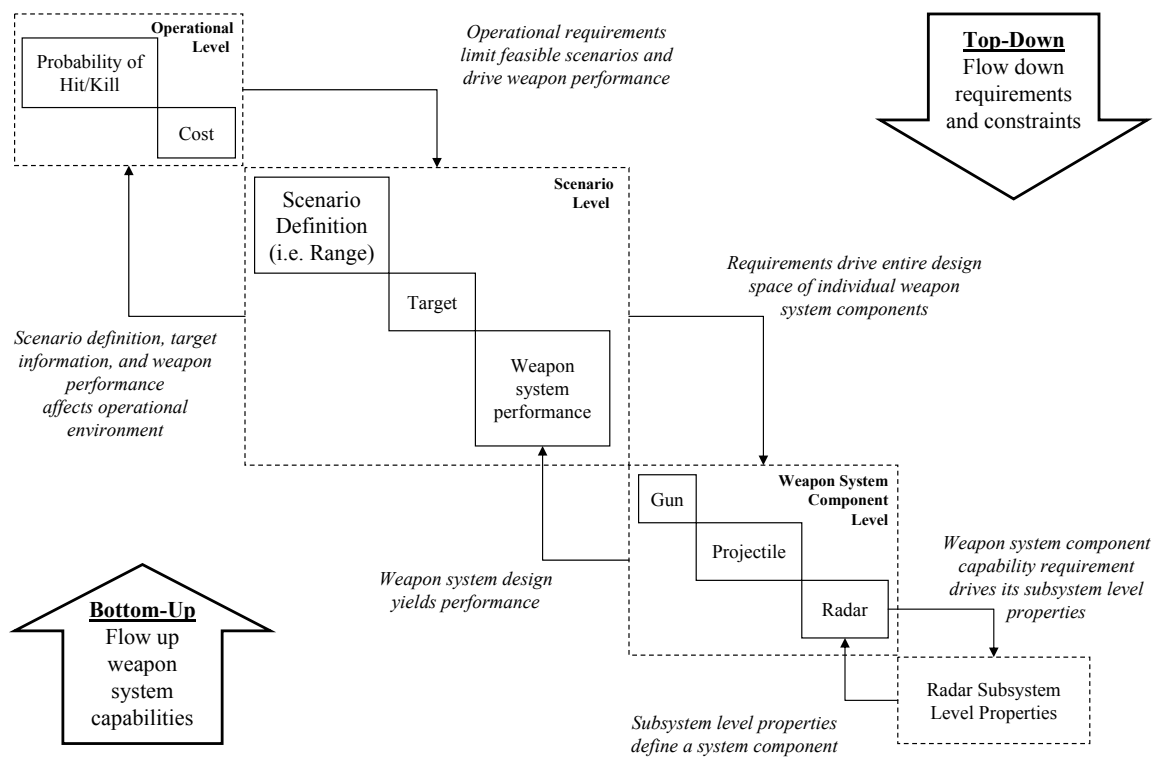 Operational
Level
Probability of
Hit/Kill
Cost
Operational requirements
limit feasible scenarios and
drive weapon performance
Top-Down
Flow down
requirements
and constraints
Scenario
Level
Scenario
Definition
(i.e. Range)
Target
Weapon
system
performance
Requirements drive entire design
space of individual weapon
system components
Scenario definition, target
information, and weapon
performance
affects operational
environment
Weapon System
Component
Level
Gun
Projectile
Radar
Weapon system design
yields performance
Weapon system component
capability requirement
drives its subsystem level
properties
Bottom-Up
Flow up
weapon
system
capabilities
Radar Subsystem
Level Properties
Subsystem level properties
define a system component